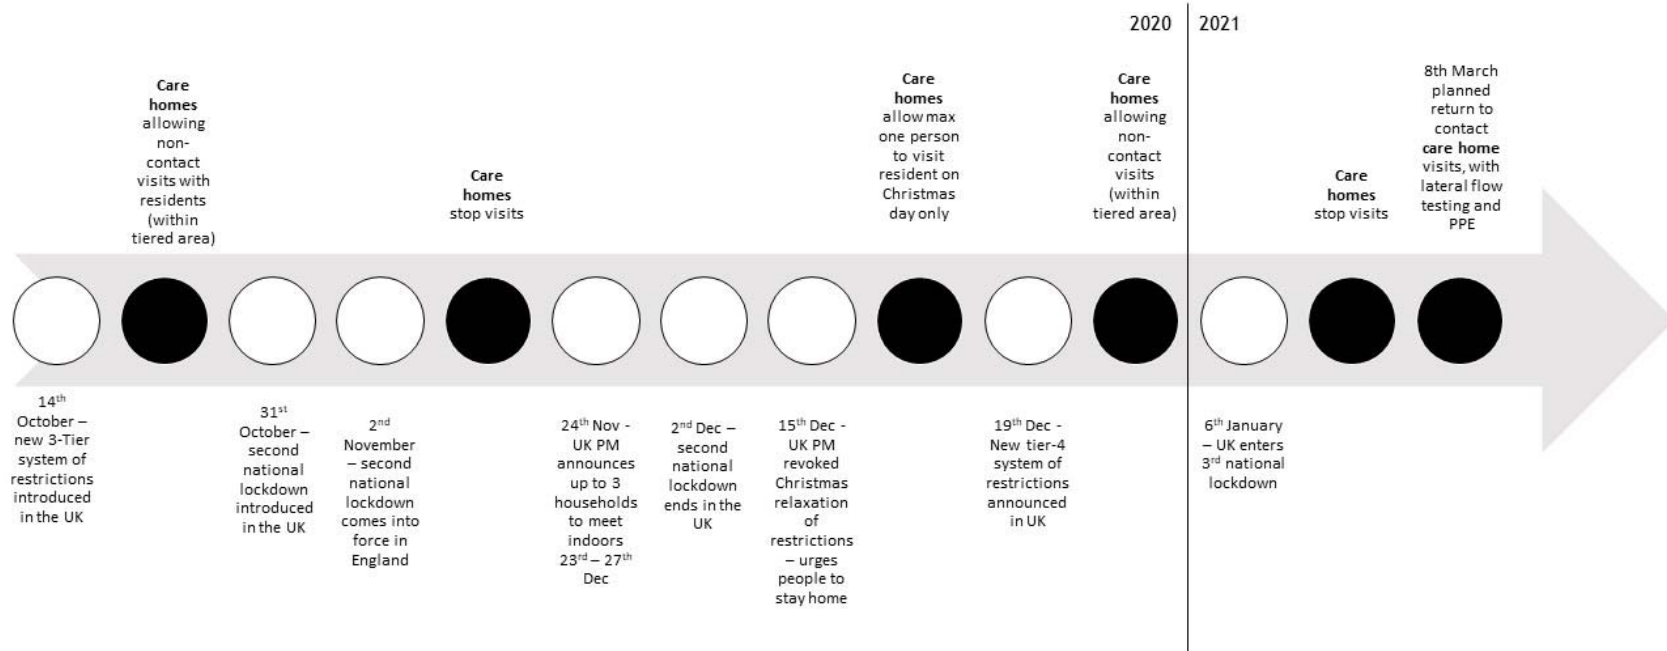 2020
2021
Care
homes
allowing
non-
contact
visits with
residents
(within
tiered area)
Care
homes
stop visits
Care
homes
allow max
one person
to visit
resident on
Christmas
day only
Care
homes
allowing
non-
contact
visits
(within
tiered area)
Care
homes
stop visits
8th March
planned
return to
contact
care home
visits, with
lateral flow
testing and
PPE
14th
October –
new 3-Tier
system of
restrictions
introduced
in the UK
31st
October –
second
national
lockdown
introduced
in the UK
2nd
November
– second
national
lockdown
comes into
force in
England
24th Nov -
UK PM
announces
up to 3
households
to meet
indoors
23rd – 27th
Dec
2nd Dec –
second
national
lockdown
ends in the
UK
15th Dec -
UK PM
revoked
Christmas
relaxation
of
restrictions
– urges
people to
stay home
19th Dec -
New tier-4
system of
restrictions
announced
in UK
6th January
– UK enters
3rd national
lockdown